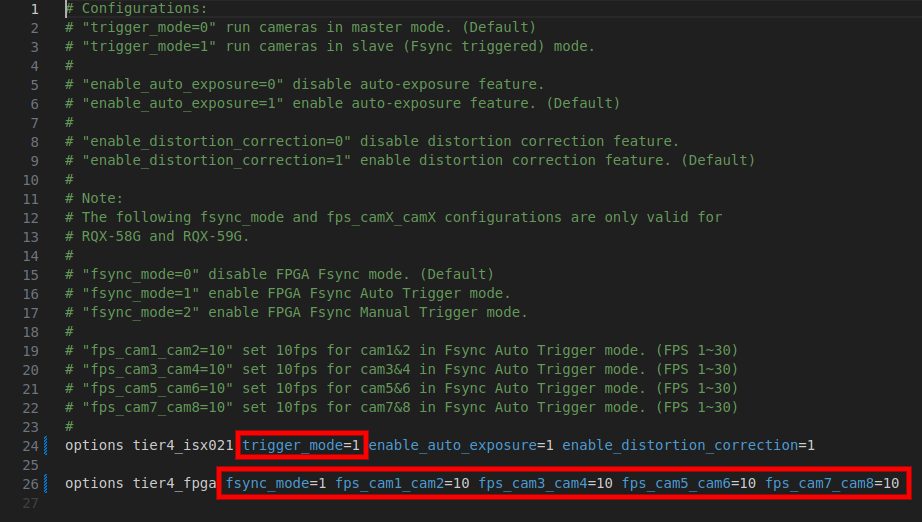 1 # Configurations:
2 # "trigger_mode=0" run cameras in master mode. (Default)
3 # "trigger_mode=1" run cameras in slave (Fsync triggered) mode.
4 #
5 # "enable_auto_exposure=0" disable auto-exposure feature.
6 # "enable_auto_exposure=1" enable auto-exposure feature. (Default)
7 #
8 # "enable_distortion_correction=0" disable distortion correction feature.
9 # "enable_distortion_correction=1" enable distortion correction feature. (Default)
10 #
11 # Note:
12 # The following fsync_mode and fps_camX_camX configurations are only valid for
13 # RQX-58G and RQX-59G.
14 #
15 # "fsync_mode=0" disable FPGA Fsync mode. (Default)
16 # "fsync_mode=1" enable FPGA Fsync Auto Trigger mode.
17 # "fsync_mode=2" enable FPGA Fsync Manual Trigger mode.
18 #
19 # "fps_cam1_cam2=10" set 10fps for cam1&2 in Fsync Auto Trigger mode. (FPS 1~30)
20 # "fps_cam3_cam4=10" set 10fps for cam3&4 in Fsync Auto Trigger mode. (FPS 1~30)
21 # "fps_cam5_cam6=10" set 10fps for cam5&6 in Fsync Auto Trigger mode. (FPS 1~30)
22 # "fps_cam7_cam8=10" set 10fps for cam7&8 in Fsync Auto Trigger mode. (FPS 1~30)
23 #
24 options tier4_isx021 trigger_mode=1 enable_auto_exposure=1 enable_distortion_correction=1
25
26 options tier4_fpga fsync_mode=1 fps_cam1_cam2=10 fps_cam3_cam4=10 fps_cam5_cam6=10 fps_cam7_cam8=10
27